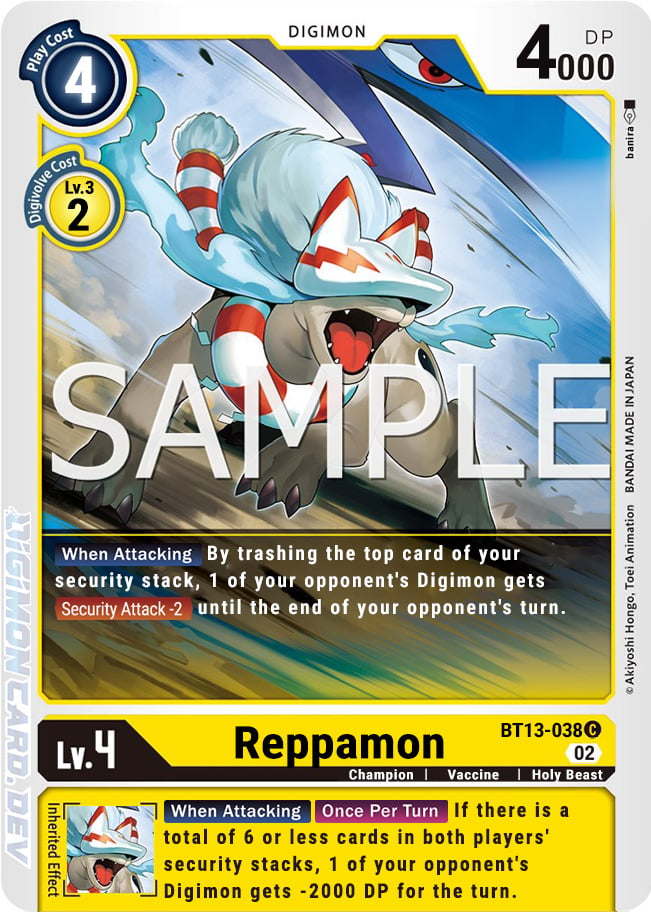 DIGIMON
Play Cost
4
DP
4000
banira
Digivolve Cost
Lv.3
2
SAMPLE
When Attacking By trashing the top card of your
security stack, 1 of your opponent's Digimon gets
Security Attack -2 until the end of your opponent's turn.
© Akiyoshi Hongo, Toei Animation BANDAI MADE IN JAPAN
DIGIMON CARD.DEV
Lv.4
Reppamon
BT13-038 C
02
Champion | Vaccine | Holy Beast
Inherited Effect
When Attacking Once Per Turn If there is a
total of 6 or less cards in both players'
security stacks, 1 of your opponent's
Digimon gets -2000 DP for the turn.